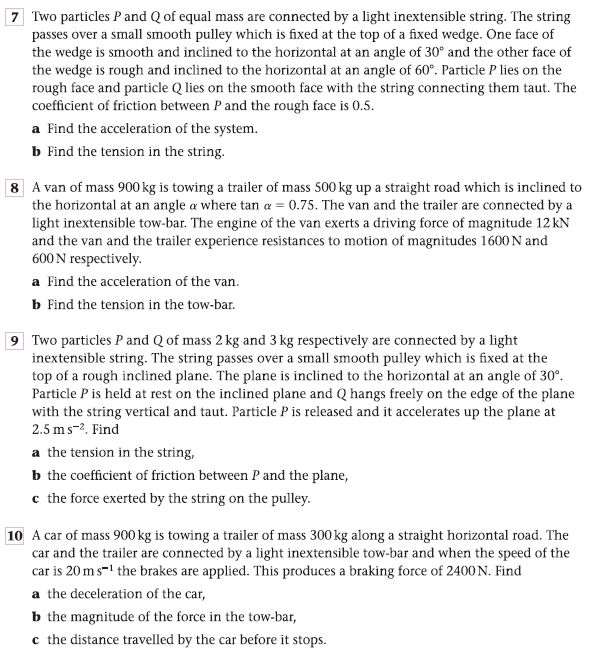 7 Two particles P and Q of equal mass are connected by a light inextensible string. The string
passes over a small smooth pulley which is fixed at the top of a fixed wedge. One face of
the wedge is smooth and inclined to the horizontal at an angle of 30° and the other face of
the wedge is rough and inclined to the horizontal at an angle of 60°. Particle P lies on the
rough face and particle Q lies on the smooth face with the string connecting them taut. The
coefficient of friction between P and the rough face is 0.5.
a Find the acceleration of the system.
b Find the tension in the string.
8 A van of mass 900 kg is towing a trailer of mass 500 kg up a straight road which is inclined to
the horizontal at an angle α where tan α = 0.75. The van and the trailer are connected by a
light inextensible tow-bar. The engine of the van exerts a driving force of magnitude 12 kN
and the van and the trailer experience resistances to motion of magnitudes 1600 N and
600 N respectively.
a Find the acceleration of the van.
b Find the tension in the tow-bar.
9 Two particles P and Q of mass 2 kg and 3 kg respectively are connected by a light
inextensible string. The string passes over a small smooth pulley which is fixed at the
top of a rough inclined plane. The plane is inclined to the horizontal at an angle of 30°.
Particle P is held at rest on the inclined plane and Q hangs freely on the edge of the plane
with the string vertical and taut. Particle P is released and it accelerates up the plane at
2.5 m s⁻². Find
a the tension in the string,
b the coefficient of friction between P and the plane,
c the force exerted by the string on the pulley.
10 A car of mass 900 kg is towing a trailer of mass 300 kg along a straight horizontal road. The
car and the trailer are connected by a light inextensible tow-bar and when the speed of the
car is 20 m s⁻¹ the brakes are applied. This produces a braking force of 2400 N. Find
a the deceleration of the car,
b the magnitude of the force in the tow-bar,
c the distance travelled by the car before it stops.